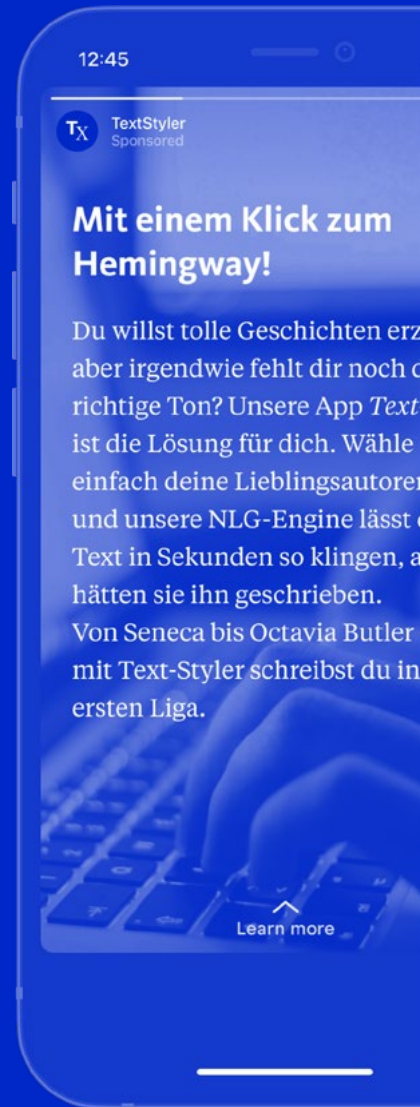 12:45
TX TextStyler
Sponsored
Mit einem Klick zum
Hemingway!
Du willst tolle Geschichten
aber irgendwie fehlt dir noch
richtige Ton? Unsere App
ist die Lösung für dich. Wähle
einfach deine
und unsere NLG-Engine lässt
Text in Sekunden so klingen,
hätten sie ihn geschrieben.
Von Seneca bis Octavia Butler
mit Text-Styler schreibst du in
ersten Liga.
Learn more